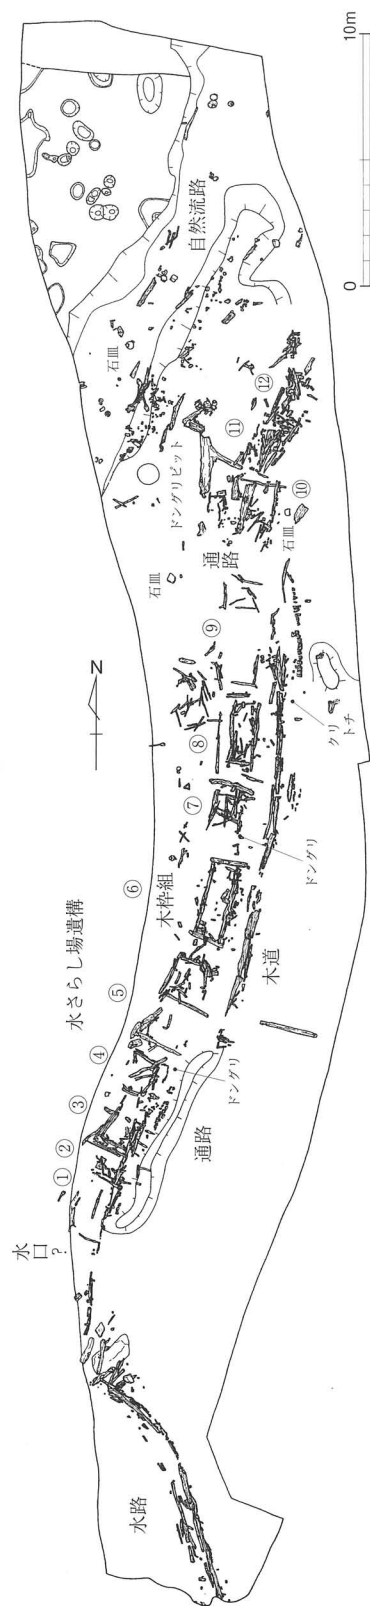 水路
水口
?
①
②
③
④
⑤
⑥
⑦
⑧
⑨
⑩
⑪
⑫
水さらし場遺構
木枠組
通路
ドングリ
木道
ドングリ
クリ
トチ
N
石皿
通路
石皿
ドングリピット
石皿
自然流路
0
10m